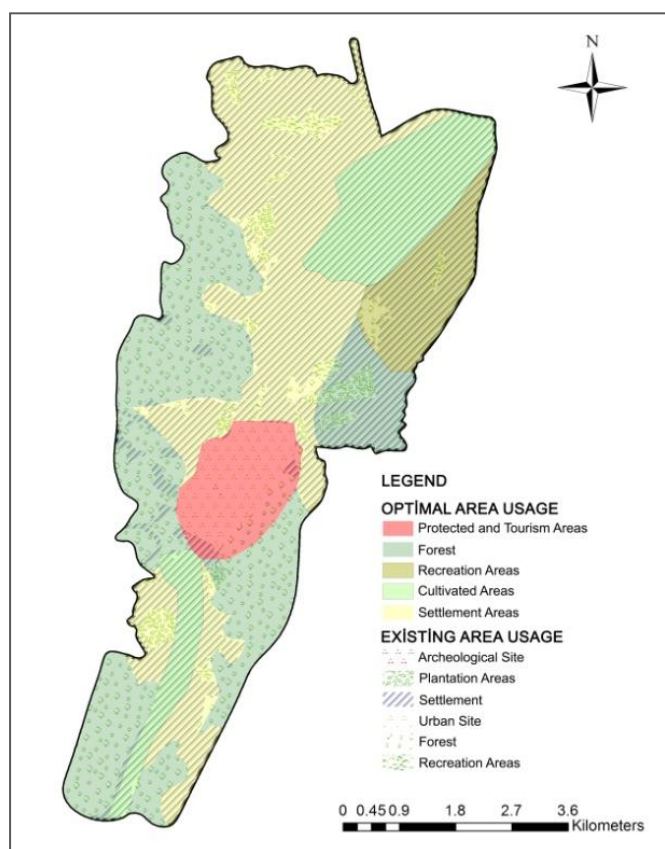 N
LEGEND
OPTİMAL AREA USAGE
Protected and Tourism Areas
Forest
Recreation Areas
Cultivated Areas
Settlement Areas
EXİSTİNG AREA USAGE
Archeological Site
Plantation Areas
Settlement
Urban Site
Forest
Recreation Areas
0 0.45 0.9 1.8 2.7 3.6
Kilometers